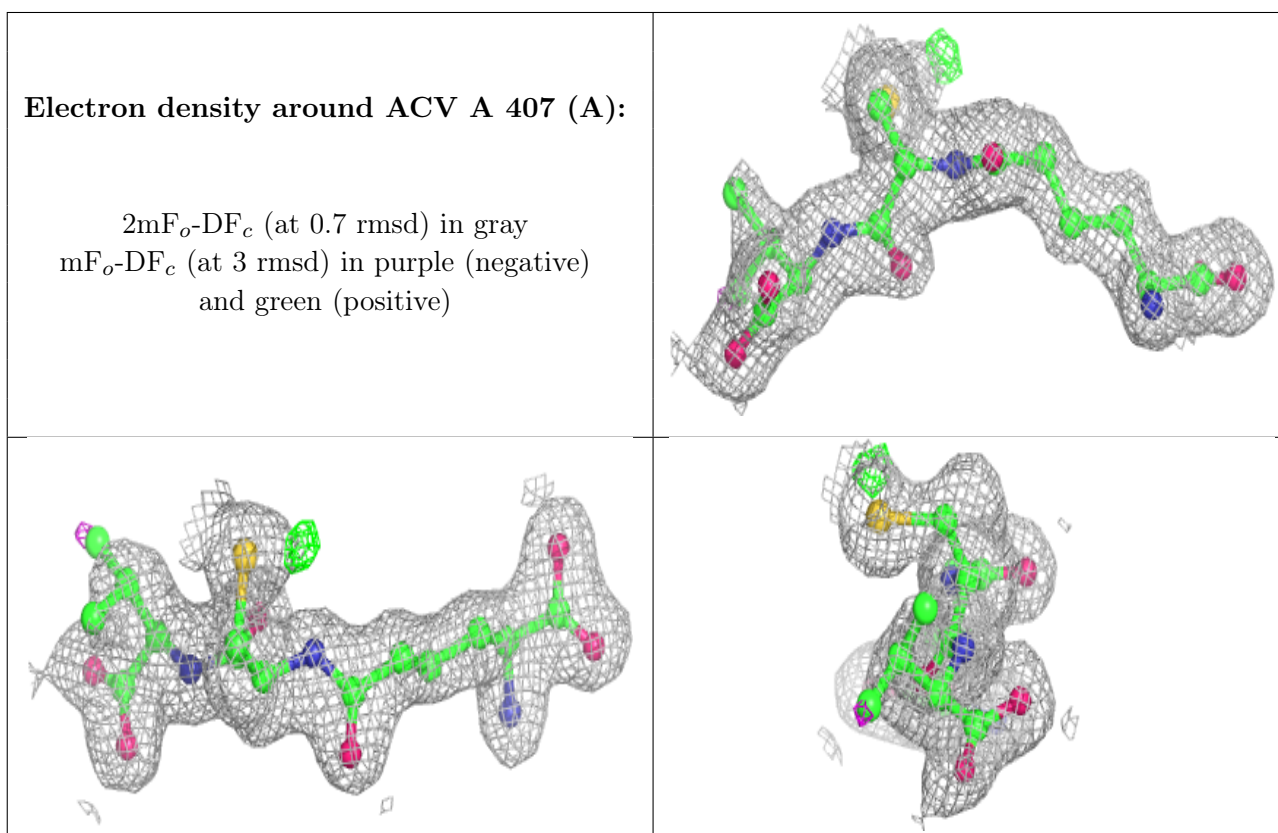 Electron density around ACV A 407 (A):
2mFo-DFc (at 0.7 rmsd) in gray
mFo-DFc (at 3 rmsd) in purple (negative)
and green (positive)